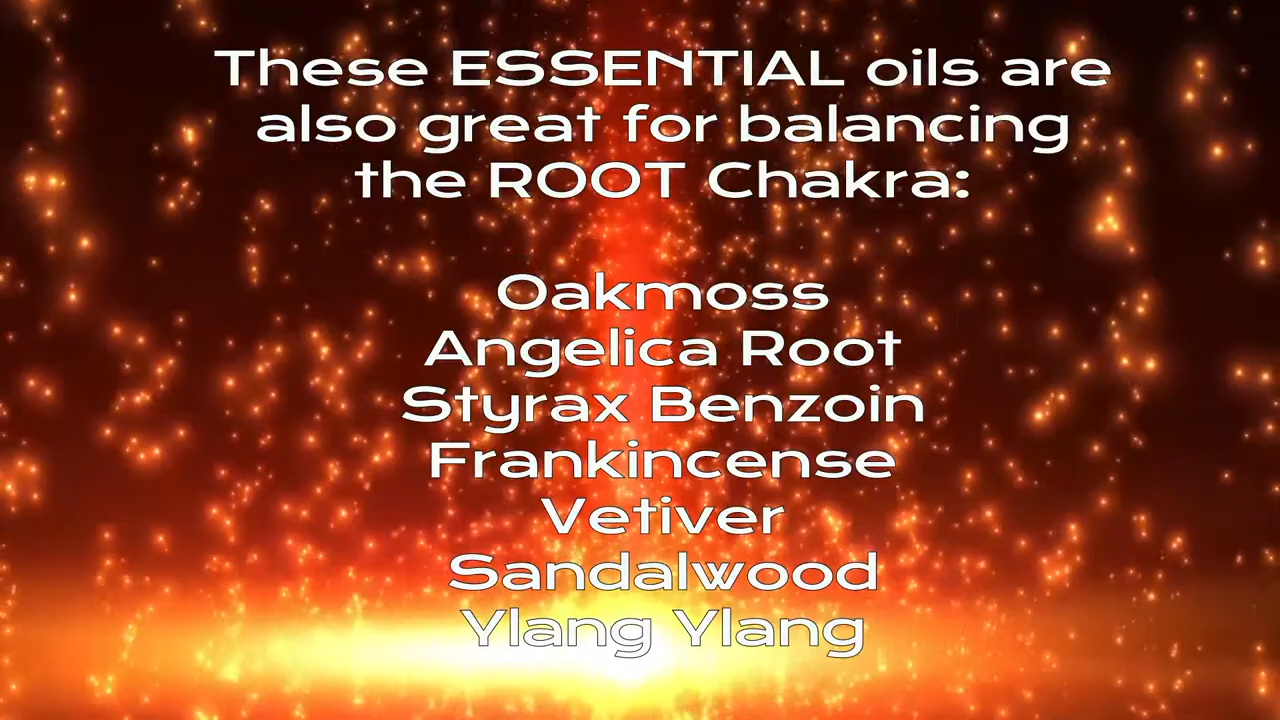 These ESSENTIAL oils are
also great for balancing
the ROOT Chakra:
Oakmoss
Angelica Root
Styrax Benzoin
Frankincense
Vetiver
Sandalwood
Ylang Ylang